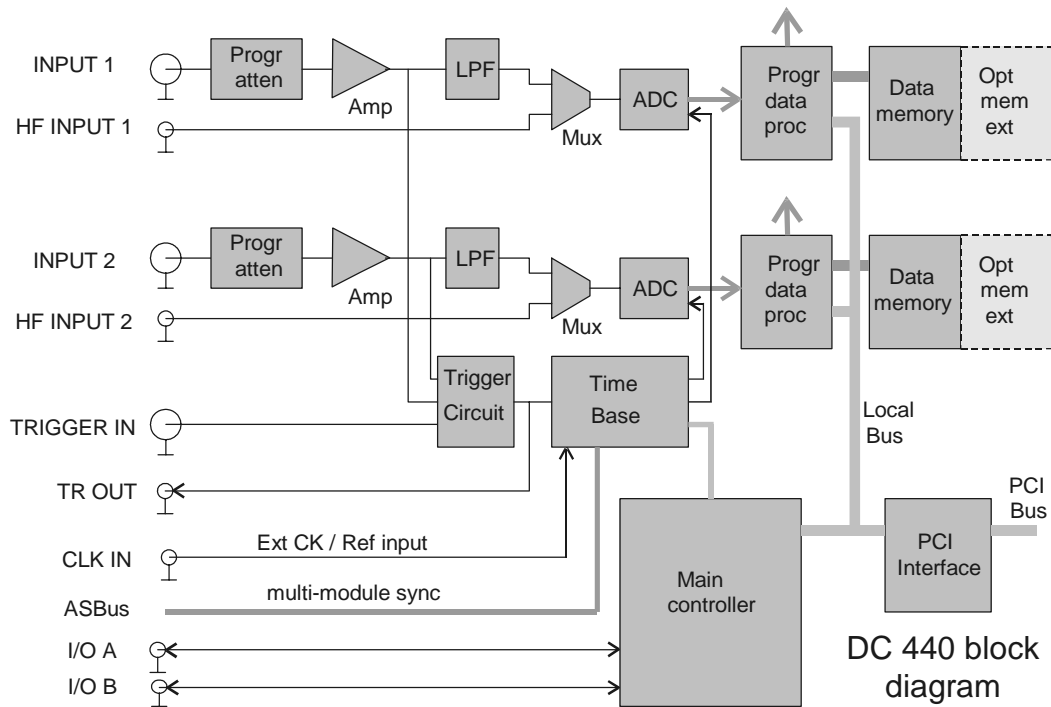 INPUT 1
Progr
atten
Amp
LPF
Mux
ADC
Progr
data
proc
Data
memory
Opt
mem
ext
HF INPUT 1
INPUT 2
Progr
atten
Amp
LPF
Mux
ADC
Progr
data
proc
Data
memory
Opt
mem
ext
HF INPUT 2
Trigger
Circuit
Time
Base
TRIGGER IN
Local
Bus
TR OUT
PCI
Bus
CLK IN
Ext CK / Ref input
PCI
Interface
ASBus
multi-module sync
Main
controller
I/O A
I/O B
DC 440 block
diagram